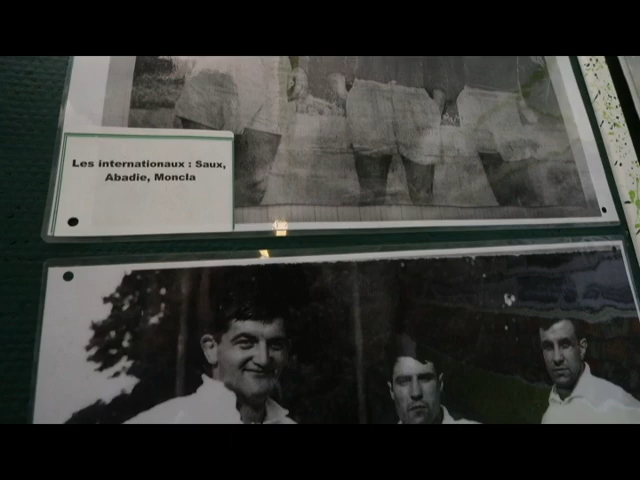 Les internationaux : Saux,
Abadie, Moncla